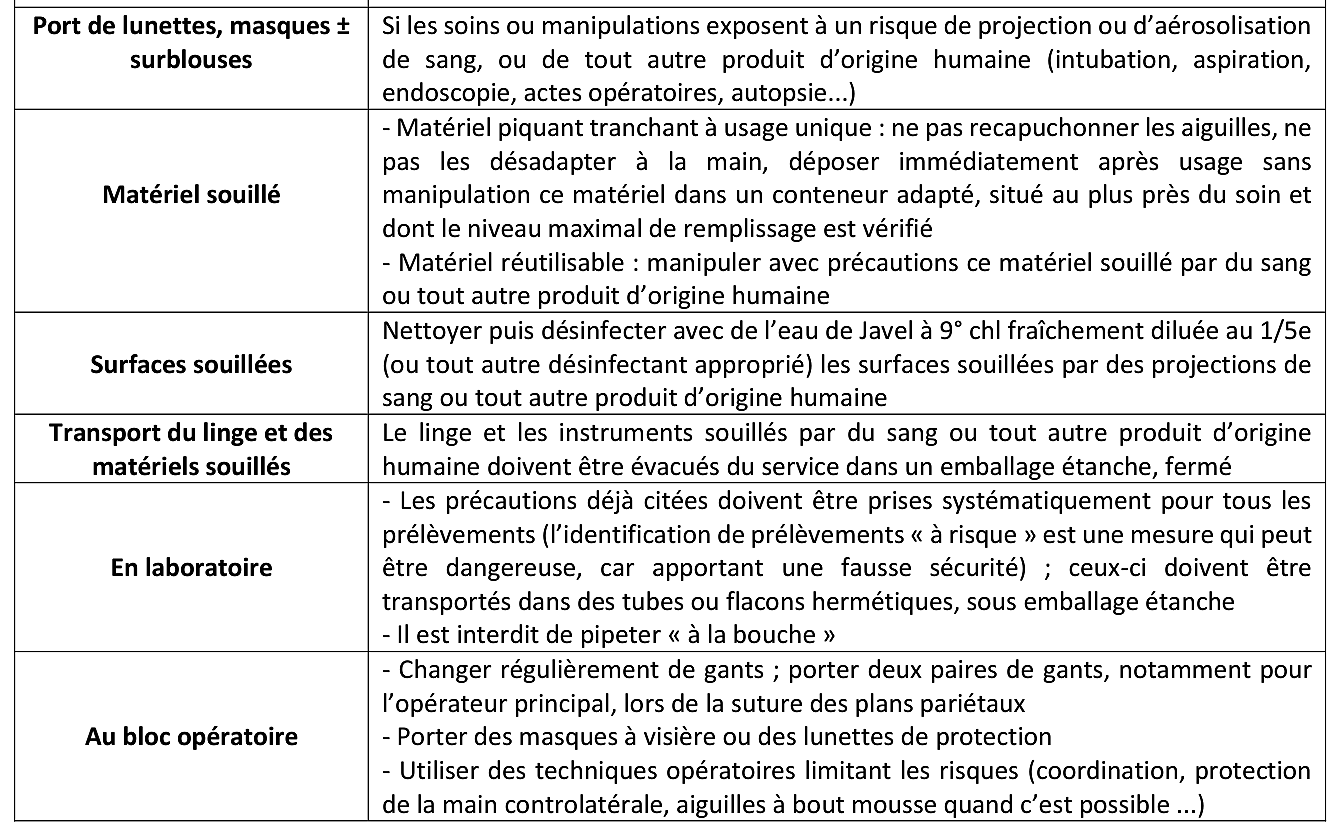 Port de lunettes, masques ±
surblouses
Si les soins ou manipulations exposent à un risque de projection ou d’aérosolisation
de sang, ou de tout autre produit d’origine humaine (intubation, aspiration,
endoscopie, actes opératoires, autopsie...)
Matériel souillé
- Matériel piquant tranchant à usage unique : ne pas recapuchonner les aiguilles, ne
pas les désadapter à la main, déposer immédiatement après usage sans
manipulation ce matériel dans un conteneur adapté, situé au plus près du soin et
dont le niveau maximal de remplissage est vérifié
- Matériel réutilisable : manipuler avec précautions ce matériel souillé par du sang
ou tout autre produit d’origine humaine
Surfaces souillées
Nettoyer puis désinfecter avec de l’eau de Javel à 9° chl fraîchement diluée au 1/5e
(ou tout autre désinfectant approprié) les surfaces souillées par des projections de
sang ou tout autre produit d’origine humaine
Transport du linge et des
matériels souillés
Le linge et les instruments souillés par du sang ou tout autre produit d’origine
humaine doivent être évacués du service dans un emballage étanche, fermé
En laboratoire
- Les précautions déjà citées doivent être prises systématiquement pour tous les
prélèvements (l’identification de prélèvements « à risque » est une mesure qui peut
être dangereuse, car apportant une fausse sécurité) ; ceux-ci doivent être
transportés dans des tubes ou flacons hermétiques, sous emballage étanche
- Il est interdit de pipeter « à la bouche »
Au bloc opératoire
- Changer régulièrement de gants ; porter deux paires de gants, notamment pour
l’opérateur principal, lors de la suture des plans pariétaux
- Porter des masques à visière ou des lunettes de protection
- Utiliser des techniques opératoires limitant les risques (coordination, protection
de la main controlatérale, aiguilles à bout mousse quand c’est possible ...)